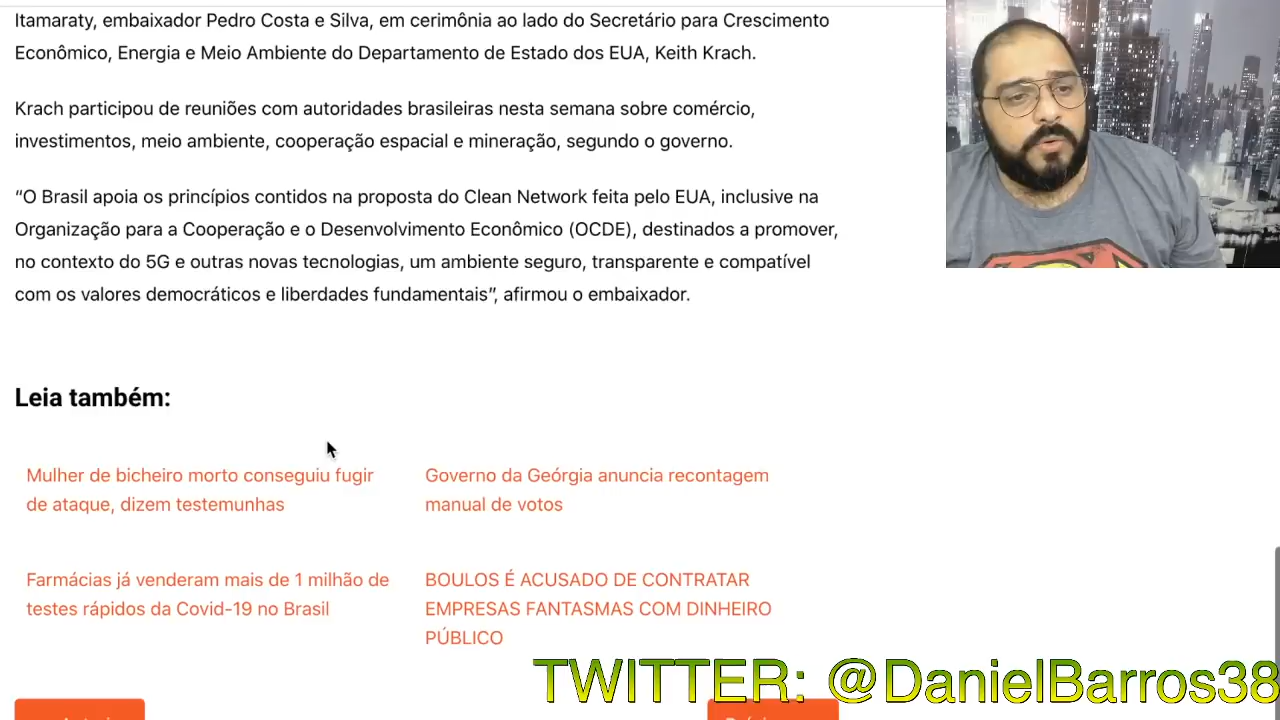 Itamaraty, embaixador Pedro Costa e Silva, em cerimônia ao lado do Secretário para Crescimento
Econômico, Energia e Meio Ambiente do Departamento de Estado dos EUA, Keith Krach.
Krach participou de reuniões com autoridades brasileiras nesta semana sobre comércio,
investimentos, meio ambiente, cooperação espacial e mineração, segundo o governo.
“O Brasil apoia os princípios contidos na proposta do Clean Network feita pelo EUA, inclusive na
Organização para a Cooperação e o Desenvolvimento Econômico (OCDE), destinados a promover,
no contexto do 5G e outras novas tecnologias, um ambiente seguro, transparente e compatível
com os valores democráticos e liberdades fundamentais”, afirmou o embaixador.
Leia também:
Mulher de bicheiro morto conseguiu fugir
de ataque, dizem testemunhas
Governo da Geórgia anuncia recontagem
manual de votos
Farmácias já venderam mais de 1 milhão de
testes rápidos da Covid-19 no Brasil
BOULOS É ACUSADO DE CONTRATAR
EMPRESAS FANTASMAS COM DINHEIRO
PÚBLICO
TWITTER: @DanielBarros38